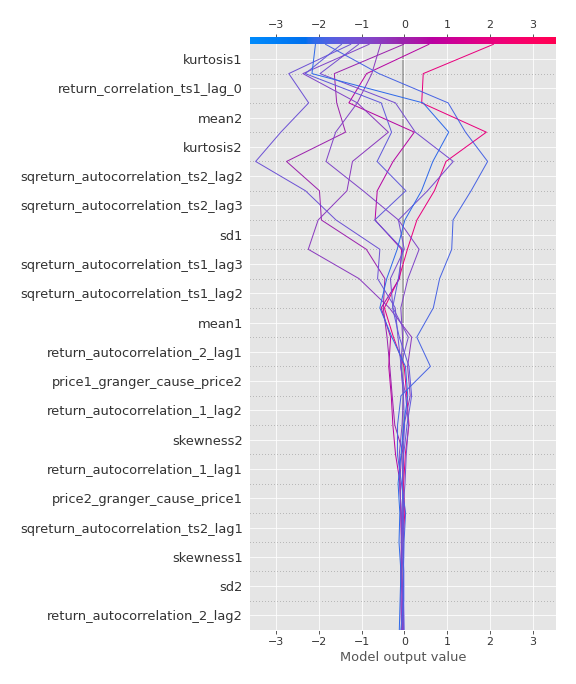 −3 −2 −1 0 1 2 3
kurtosis1
return_correlation_ts1_lag_0
mean2
kurtosis2
sqreturn_autocorrelation_ts2_lag2
sqreturn_autocorrelation_ts2_lag3
sd1
sqreturn_autocorrelation_ts1_lag3
sqreturn_autocorrelation_ts1_lag2
mean1
return_autocorrelation_2_lag1
price1_granger_cause_price2
return_autocorrelation_1_lag2
skewness2
return_autocorrelation_1_lag1
price2_granger_cause_price1
sqreturn_autocorrelation_ts2_lag1
skewness1
sd2
return_autocorrelation_2_lag2
−3 −2 −1 0 1 2 3
Model output value